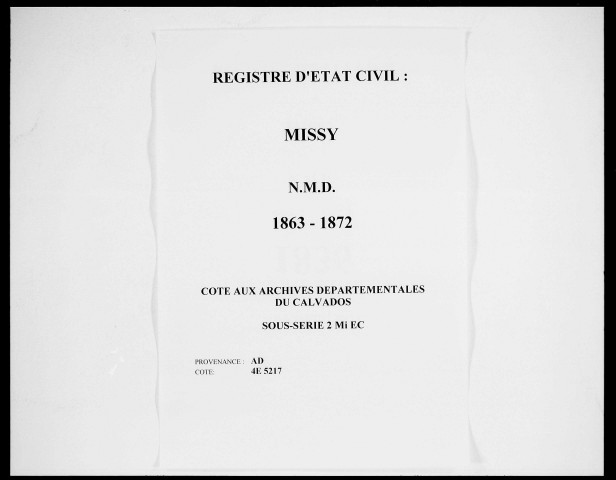 REGISTRE D'ETAT CIVIL :
MISSY
N.M.D.
1863 - 1872
COTE AUX ARCHIVES DEPARTEMENTALES
DU CALVADOS
SOUS-SERIE 2 Mi EC
PROVENANCE : AD
COTE: 4E 5217